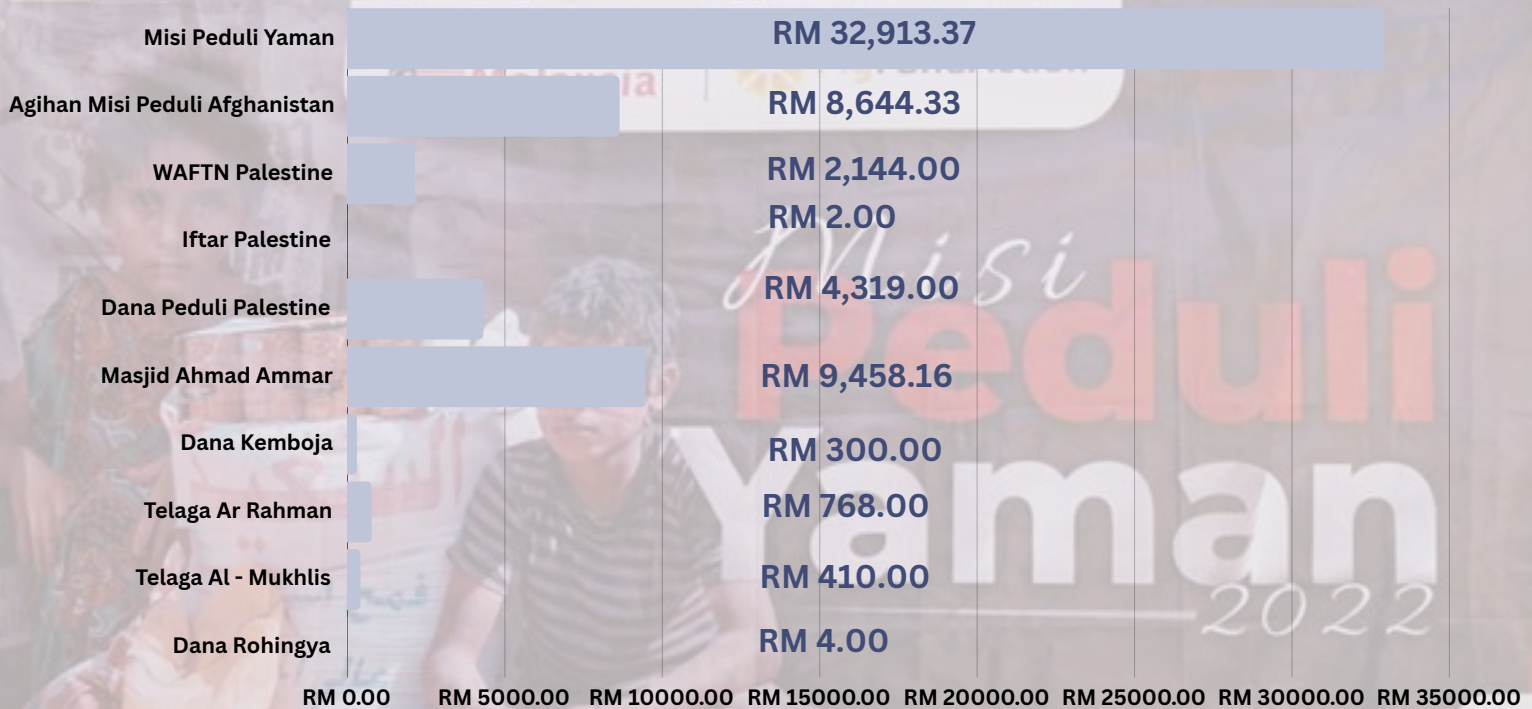 Misi Peduli Yaman RM 32,913.37
Agihan Misi Peduli Afghanistan RM 8,644.33
WAFTN Palestine RM 2,144.00
Iftar Palestine RM 2.00
Dana Peduli Palestine RM 4,319.00
Masjid Ahmad Ammar RM 9,458.16
Dana Kemboja RM 300.00
Telaga Ar Rahman RM 768.00
Telaga Al - Mukhlis RM 410.00
Dana Rohingya RM 4.00
RM 0.00 RM 5000.00 RM 10000.00 RM 15000.00 RM 20000.00 RM 25000.00 RM 30000.00 RM 35000.00
Misi
Peduli
Yaman
2022